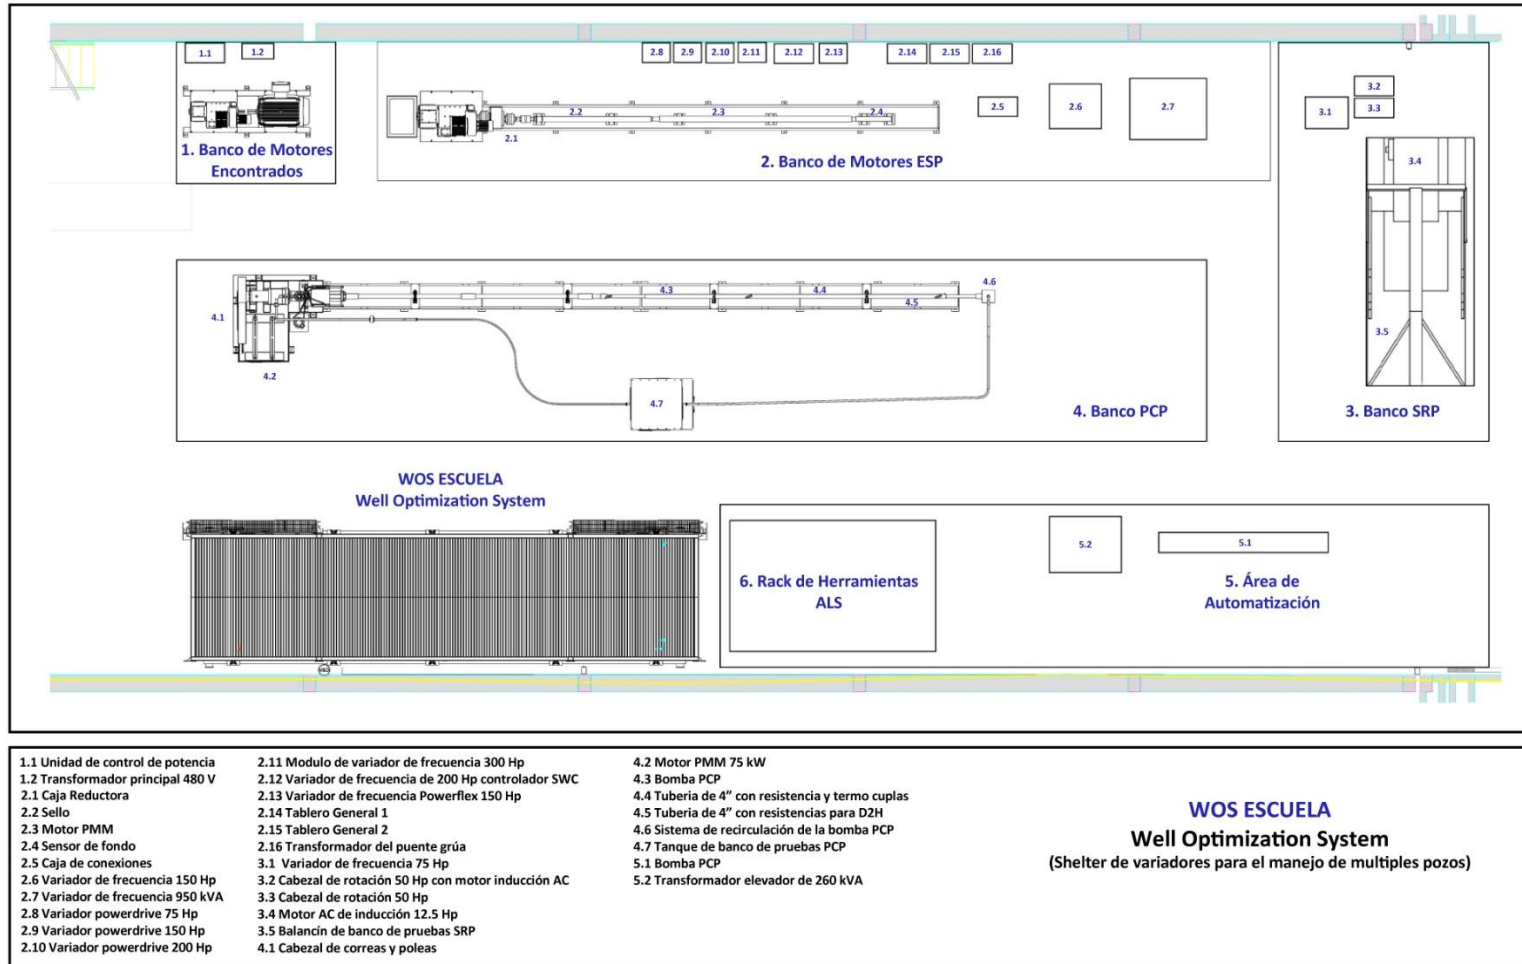 1.1
1.2
1. Banco de Motores
Encontrados
2.8
2.9
2.10
2.11
2.12
2.13
2.14
2.15
2.16
2.1
2.2
2.3
2.4
2.5
2.6
2.7
2. Banco de Motores ESP
3.1
3.2
3.3
3.4
3.5
3. Banco SRP
4.1
4.2
4.3
4.4
4.5
4.6
4.7
4. Banco PCP
WOS ESCUELA
Well Optimization System
6. Rack de Herramientas
ALS
5.2
5.1
5. Área de
Automatización
1.1 Unidad de control de potencia
1.2 Transformador principal 480 V
2.1 Caja Reductora
2.2 Sello
2.3 Motor PMM
2.4 Sensor de fondo
2.5 Caja de conexiones
2.6 Variador de frecuencia 150 Hp
2.7 Variador de frecuencia 950 kVA
2.8 Variador powerdrive 75 Hp
2.9 Variador powerdrive 150 Hp
2.10 Variador powerdrive 200 Hp
2.11 Modulo de variador de frecuencia 300 Hp
2.12 Variador de frecuencia de 200 Hp controlador SWC
2.13 Variador de frecuencia Powerflex 150 Hp
2.14 Tablero General 1
2.15 Tablero General 2
2.16 Transformador del puente grúa
3.1 Variador de frecuencia 75 Hp
3.2 Cabezal de rotación 50 Hp con motor inducción AC
3.3 Cabezal de rotación 50 Hp
3.4 Motor AC de inducción 12.5 Hp
3.5 Balancín de banco de pruebas SRP
4.1 Cabezal de correas y poleas
4.2 Motor PMM 75 kW
4.3 Bomba PCP
4.4 Tuberia de 4” con resistencia y termo cuplas
4.5 Tuberia de 4” con resistencias para D2H
4.6 Sistema de recirculación de la bomba PCP
4.7 Tanque de banco de pruebas PCP
5.1 Bomba PCP
5.2 Transformador elevador de 260 kVA
WOS ESCUELA
Well Optimization System
(Shelter de variadores para el manejo de multiples pozos)